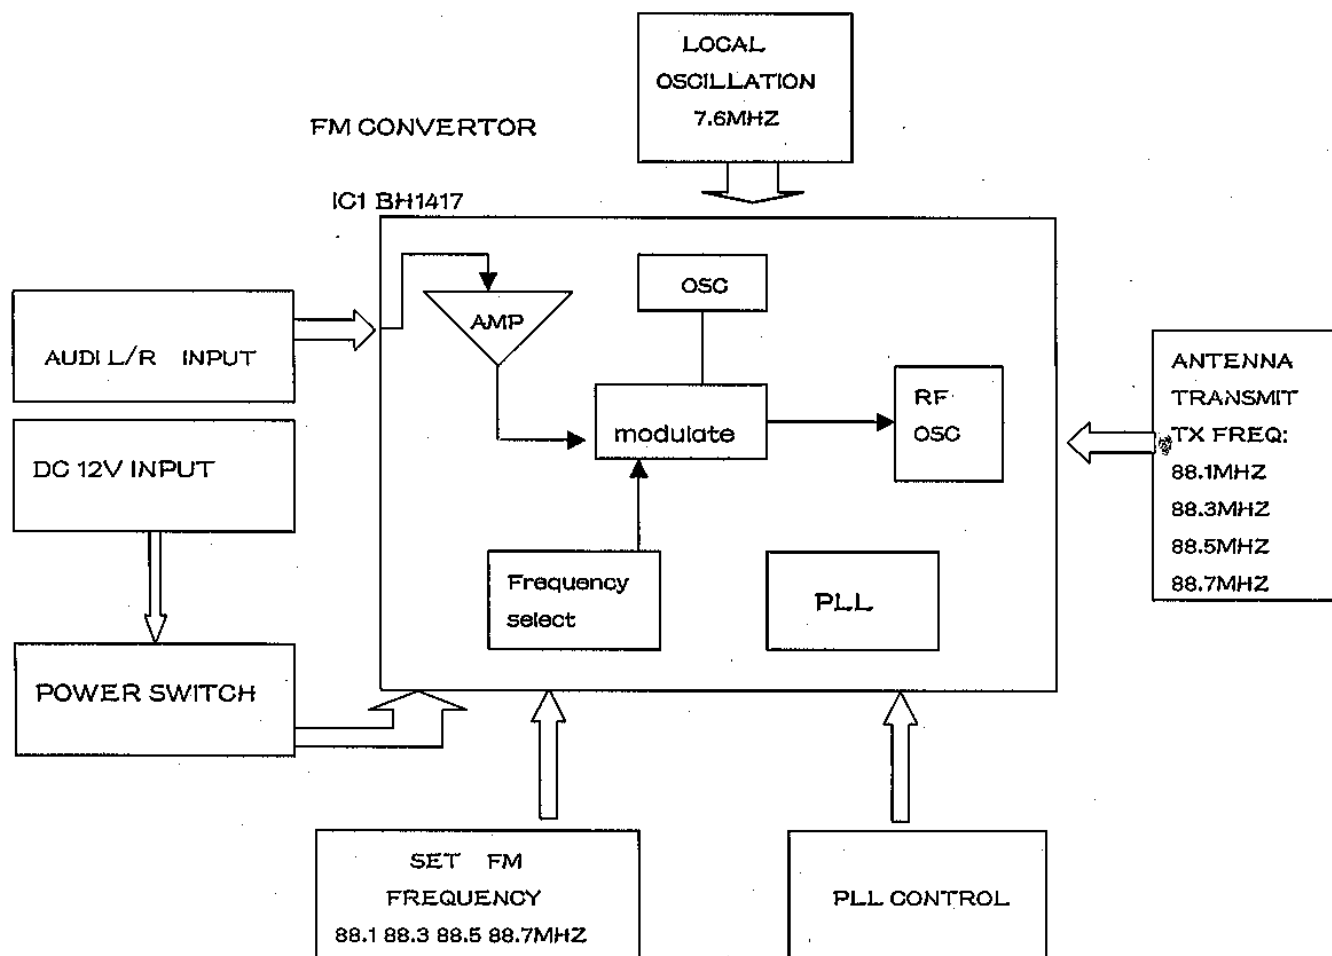 LOCAL
OSCILLATION
7.6MHZ
FM CONVERTOR
IC1 BH1417
OSC
AMP
AUDI L/R INPUT
modulate
RF
OSC
ANTENNA
TRANSMIT
TX FREQ:
88.1MHZ
88.3MHZ
88.5MHZ
88.7MHZ
DC 12V INPUT
Frequency
select
PLL
POWER SWITCH
SET FM
FREQUENCY
88.1 88.3 88.5 88.7MHZ
PLL CONTROL